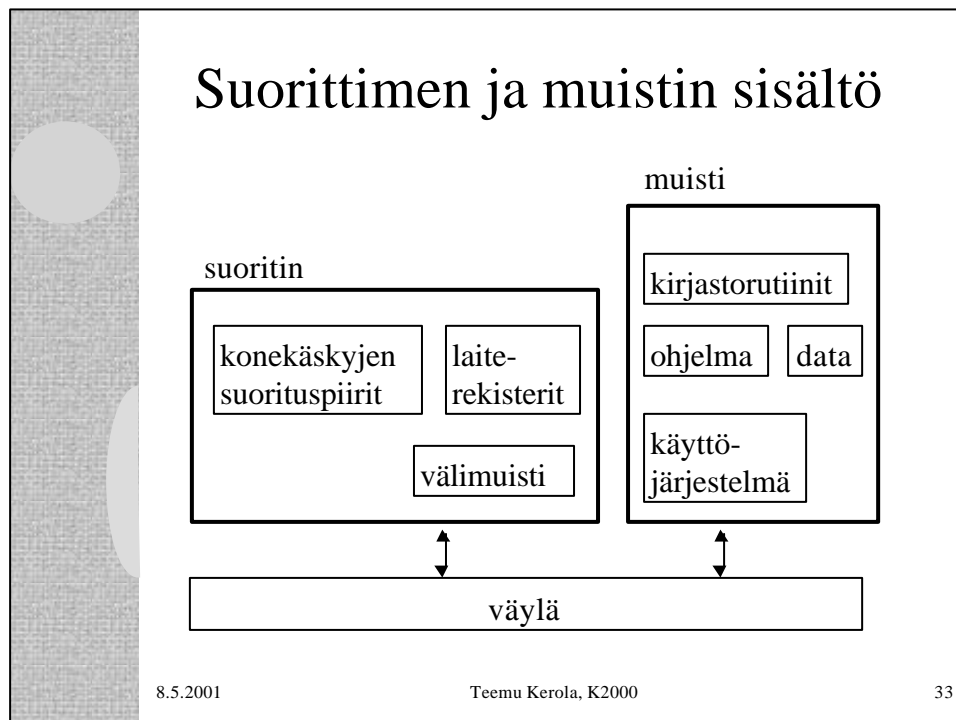 Suorittimen ja muistin sisältö
muisti
suoritin
kirjastorutiinit
konekäskyjen
suorituspiirit
laite-
rekisterit
ohjelma
data
välimuisti
käyttö-
järjestelmä
väylä
8.5.2001
Teemu Kerola, K2000
33